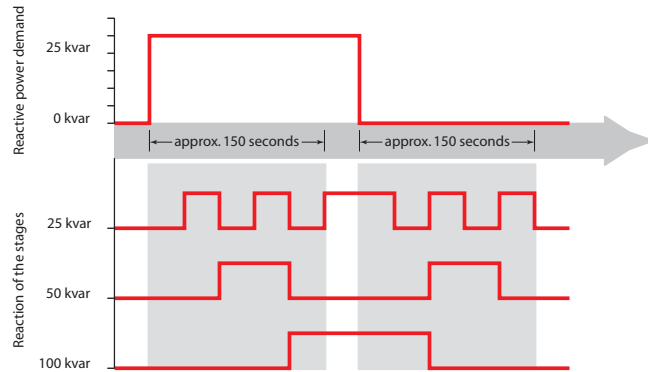 Reactive power demand
25 kvar
0 kvar
approx. 150 seconds
approx. 150 seconds
Reaction of the stages
25 kvar
50 kvar
100 kvar